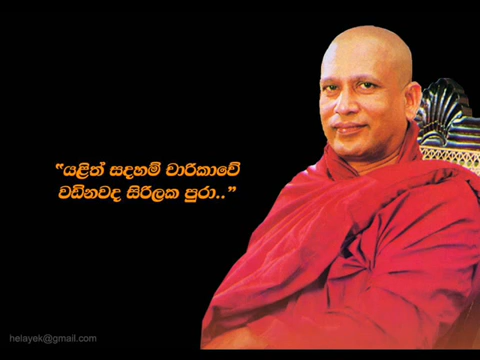 “යළිත් සදහම් චාරිකාවේ
වඩිනවද සිරිලක පුරා..”
helayek@gmail.com